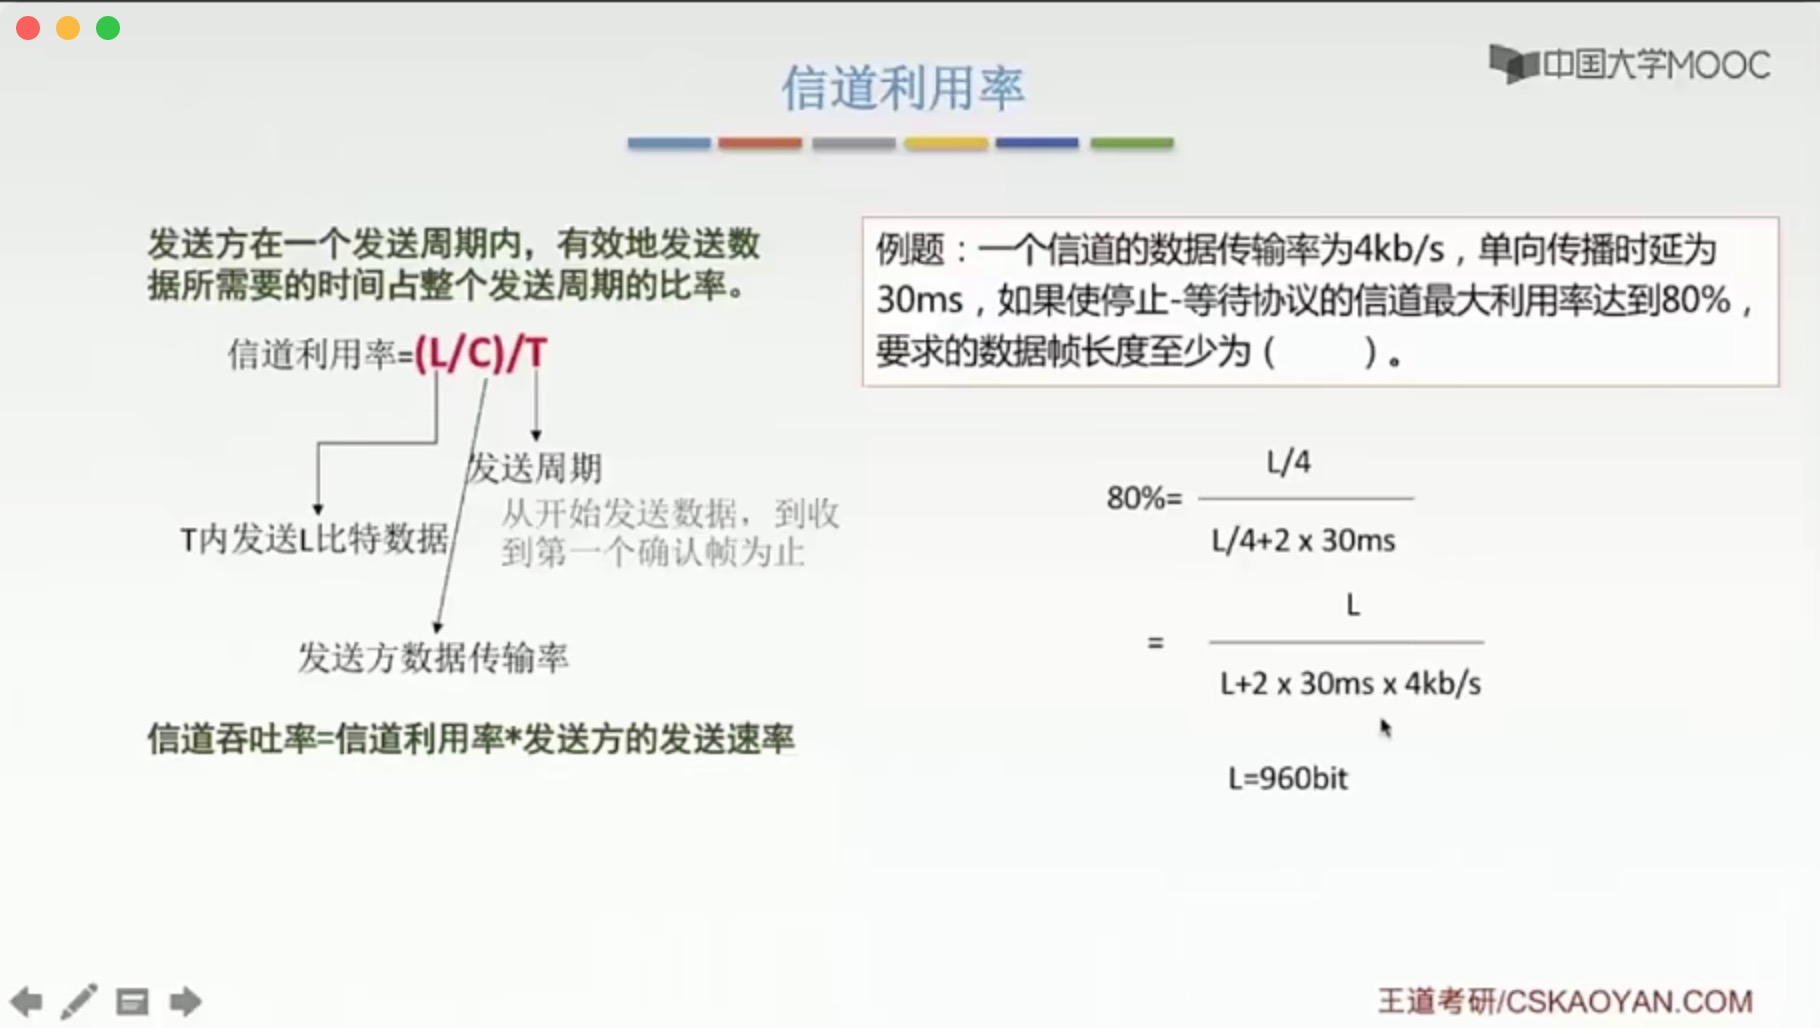 中国大学MOOC
信道利用率
发送方在一个发送周期内，有效地发送数
据所需要的时间占整个发送周期的比率。
信道利用率=(L/C)/T
发送周期
从开始发送数据，到收
到第一个确认帧为止
T内发送L比特数据
发送方数据传输率
信道吞吐率=信道利用率*发送方的发送速率
例题：一个信道的数据传输率为4kb/s，单向传播时延为
30ms，如果使停止-等待协议的信道最大利用率达到80%，
要求的数据帧长度至少为（　　）。
L/4
80%=
L/4+2 x 30ms
L
=
L+2 x 30ms x 4kb/s
L=960bit
王道考研/CSKAOYAN.COM